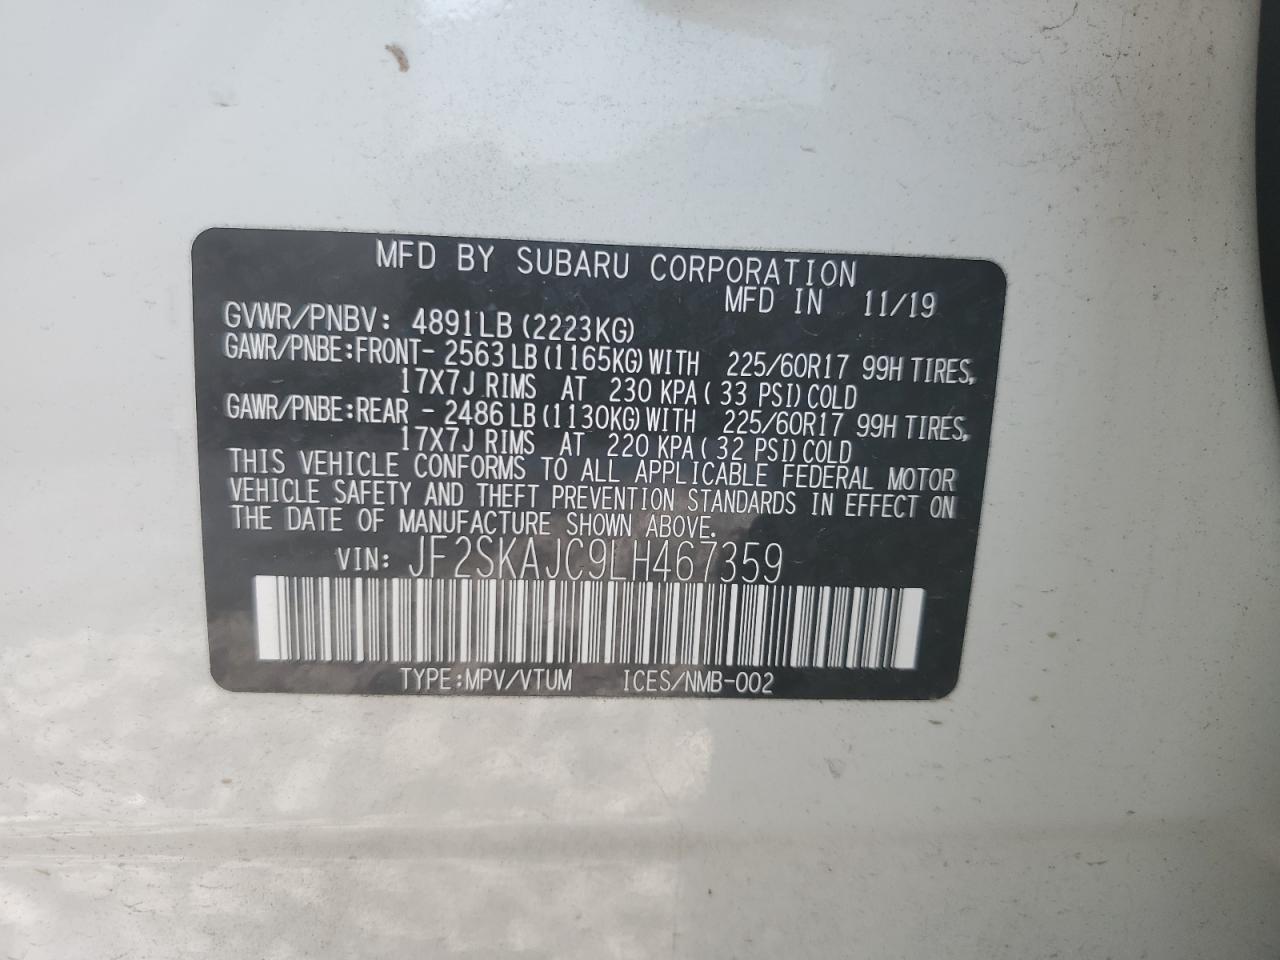 MFD BY SUBARU CORPORATION
MFD IN 11/19
GVWR/PNBV: 4891LB(2223KG)
GAWR/PNBE:FRONT- 2563LB(1165KG)WITH 225/60R17 99H TIRES,
17X7J RIMS AT 230 KPA( 33 PSI)COLD
GAWR/PNBE:REAR - 2486LB(1130KG)WITH 225/60R17 99H TIRES,
17X7J RIMS AT 220 KPA( 32 PSI)COLD
THIS VEHICLE CONFORMS TO ALL APPLICABLE FEDERAL MOTOR
VEHICLE SAFETY AND THEFT PREVENTION STANDARDS IN EFFECT ON
THE DATE OF MANUFACTURE SHOWN ABOVE.
VIN: JF2SKAJC9LH467359
TYPE:MPV/VTUM ICES/NMB-002